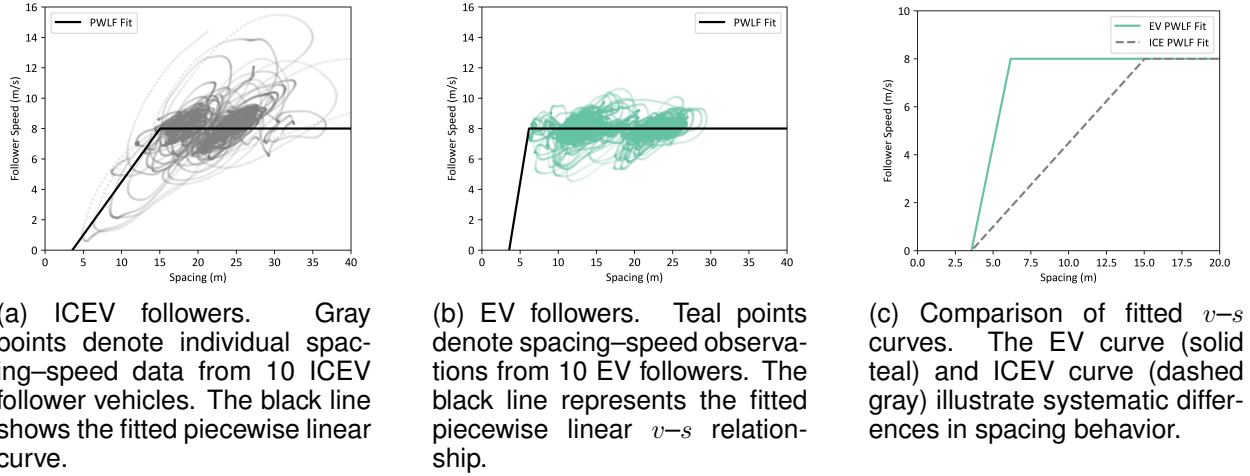 16
14
12
10
8
6
4
2
0
Follower Speed (m/s)
PWLF Fit
0 5 10 15 20 25 30 35 40
Spacing (m)
16
14
12
10
8
6
4
2
0
Follower Speed (m/s)
PWLF Fit
0 5 10 15 20 25 30 35 40
Spacing (m)
10
8
6
4
2
0
Follower Speed (m/s)
EV PWLF Fit
ICE PWLF Fit
0.0 2.5 5.0 7.5 10.0 12.5 15.0 17.5 20.0
Spacing (m)
(a) ICEV followers. Gray
points denote individual spac-
ing–speed data from 10 ICEV
follower vehicles. The black line
shows the fitted piecewise linear
curve.
(b) EV followers. Teal points
denote spacing–speed observa-
tions from 10 EV followers. The
black line represents the fitted
piecewise linear v–s relation-
ship.
(c) Comparison of fitted v–s
curves. The EV curve (solid
teal) and ICEV curve (dashed
gray) illustrate systematic differ-
ences in spacing behavior.